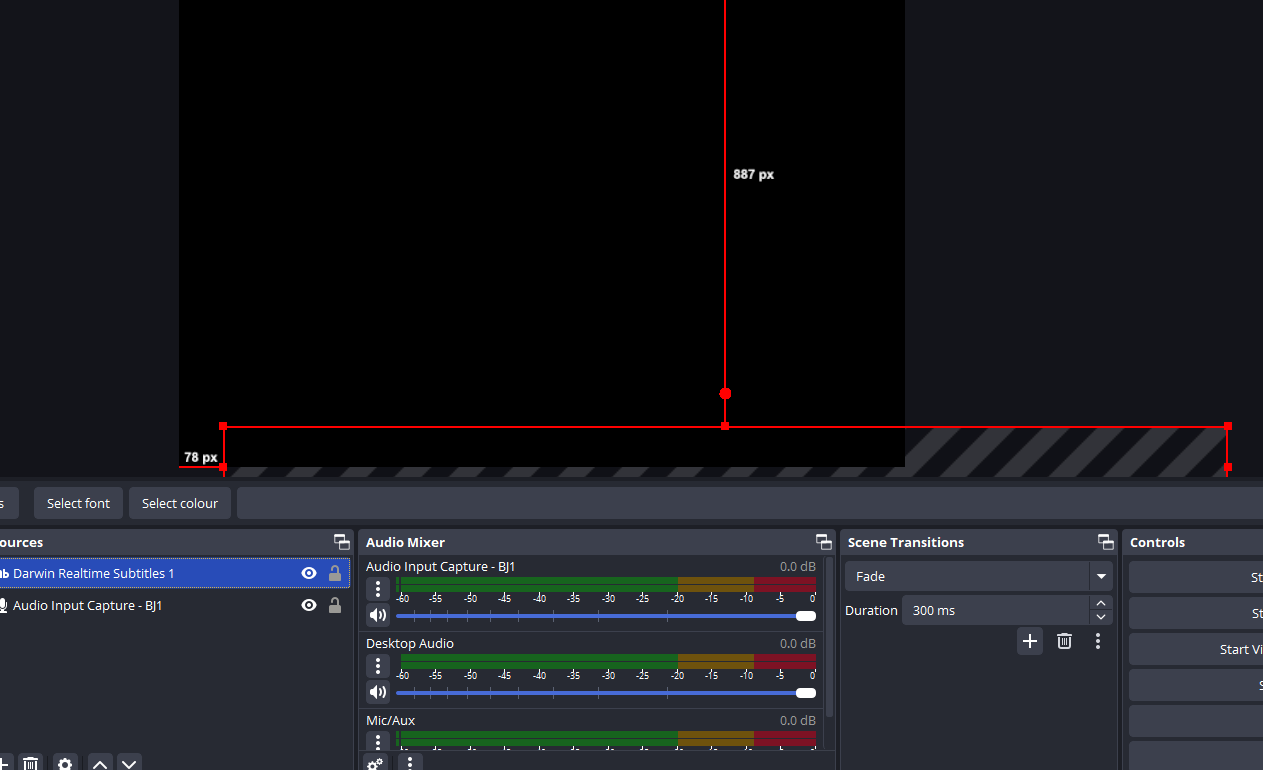 887 px
78 px
s
Select font
Select colour
ources
Audio Mixer
Scene Transitions
Controls
Darwin Realtime Subtitles 1
Audio Input Capture - BJ1
Audio Input Capture - BJ1
0.0 dB
-60 -55 -50 -45 -40 -35 -30 -25 -20 -15 -10 -5 0
Desktop Audio
0.0 dB
-60 -55 -50 -45 -40 -35 -30 -25 -20 -15 -10 -5 0
Mic/Aux
0.0 dB
Fade
Duration
300 ms
St
St
Start Vi
S